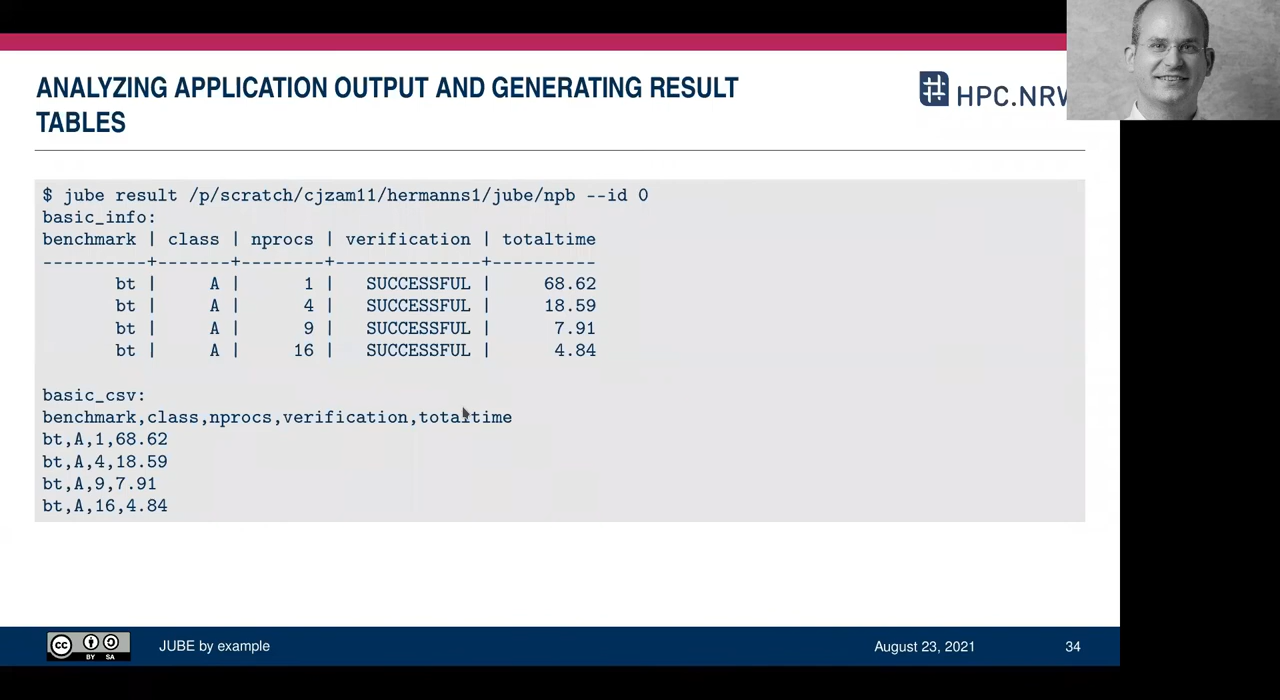 ANALYZING APPLICATION OUTPUT AND GENERATING RESULT
TABLES
HPC.NRW
$ jube result /p/scratch/cjzam11/hermanns1/jube/npb --id 0
basic_info:
benchmark | class | nprocs | verification | totaltime
----------+-------+--------+--------------+----------
bt | A | 1 | SUCCESSFUL | 68.62
bt | A | 4 | SUCCESSFUL | 18.59
bt | A | 9 | SUCCESSFUL | 7.91
bt | A | 16 | SUCCESSFUL | 4.84
basic_csv:
benchmark,class,nprocs,verification,totaltime
bt,A,1,68.62
bt,A,4,18.59
bt,A,9,7.91
bt,A,16,4.84
cc BY SA
JUBE by example
August 23, 2021
34